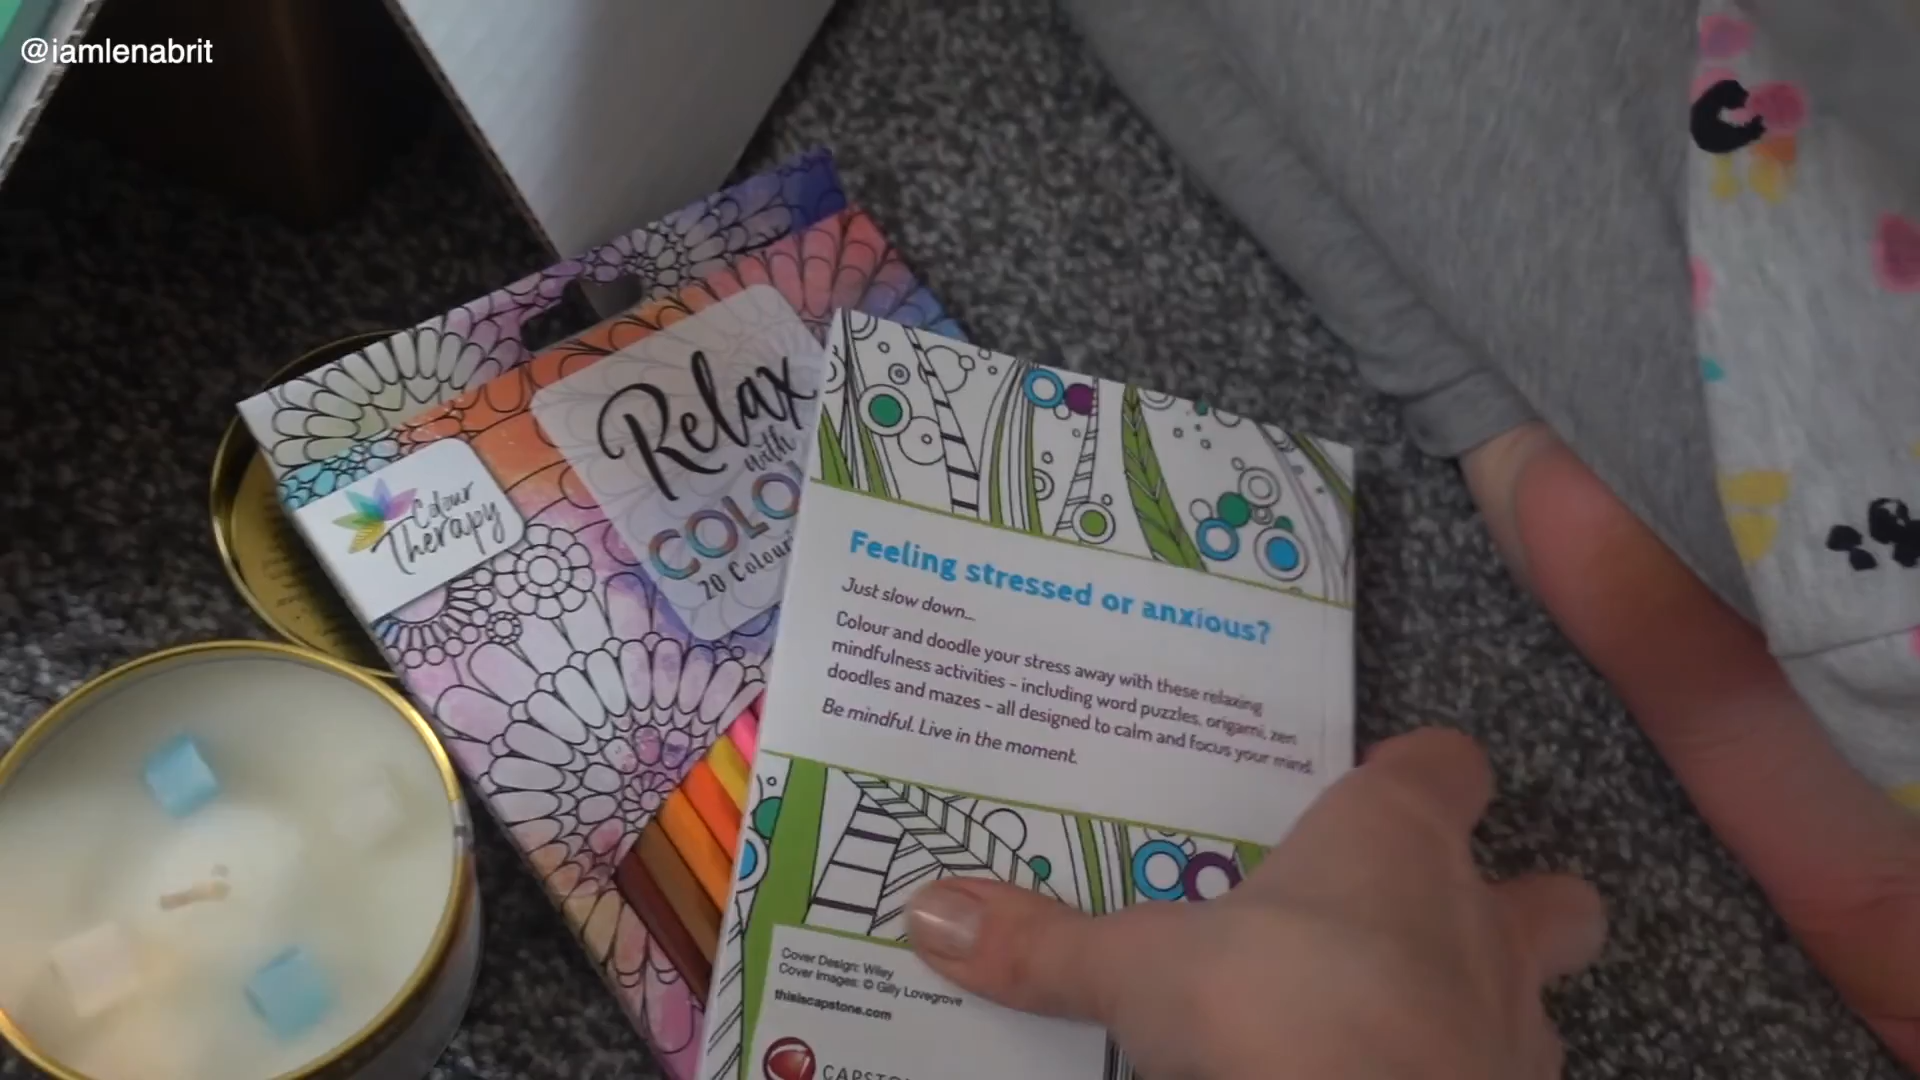 @iamlenabrit
Relax
with
Colour
Therapy
20
Feeling stressed or anxious?
Just slow down...
Colour and doodle your stress away with these relaxing
mindfulness activities - including word puzzles, origami, zen
doodles and mazes - all designed to calm and focus your mind.
Be mindful. Live in the moment.
Cover Design: Wiley
Cover images: © Gilly Lovegrove
thisiscapstone.com